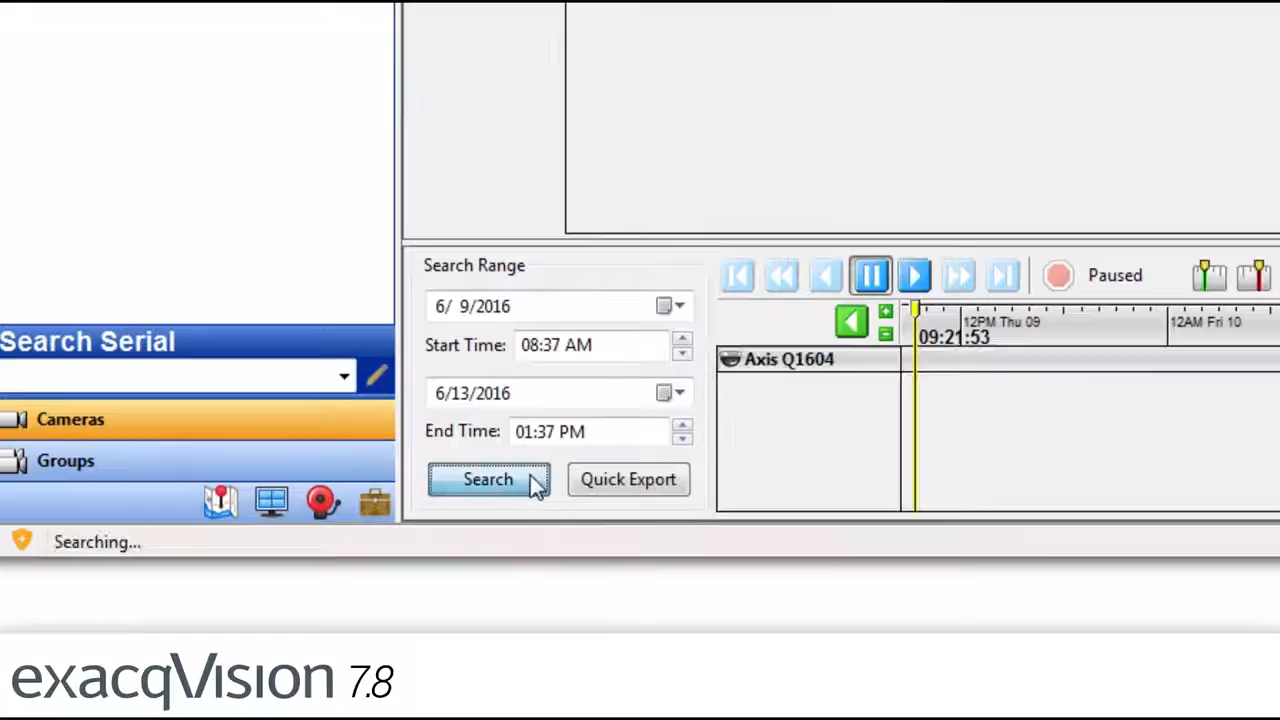 Search Range
6/ 9/2016
Start Time: 08:37 AM
6/13/2016
End Time: 01:37 PM
Search
Quick Export
Paused
12PM Thu 09
12AM Fri 10
09:21:53
Axis Q1604
Search Serial
Cameras
Groups
Searching...
exacqVision 7.8